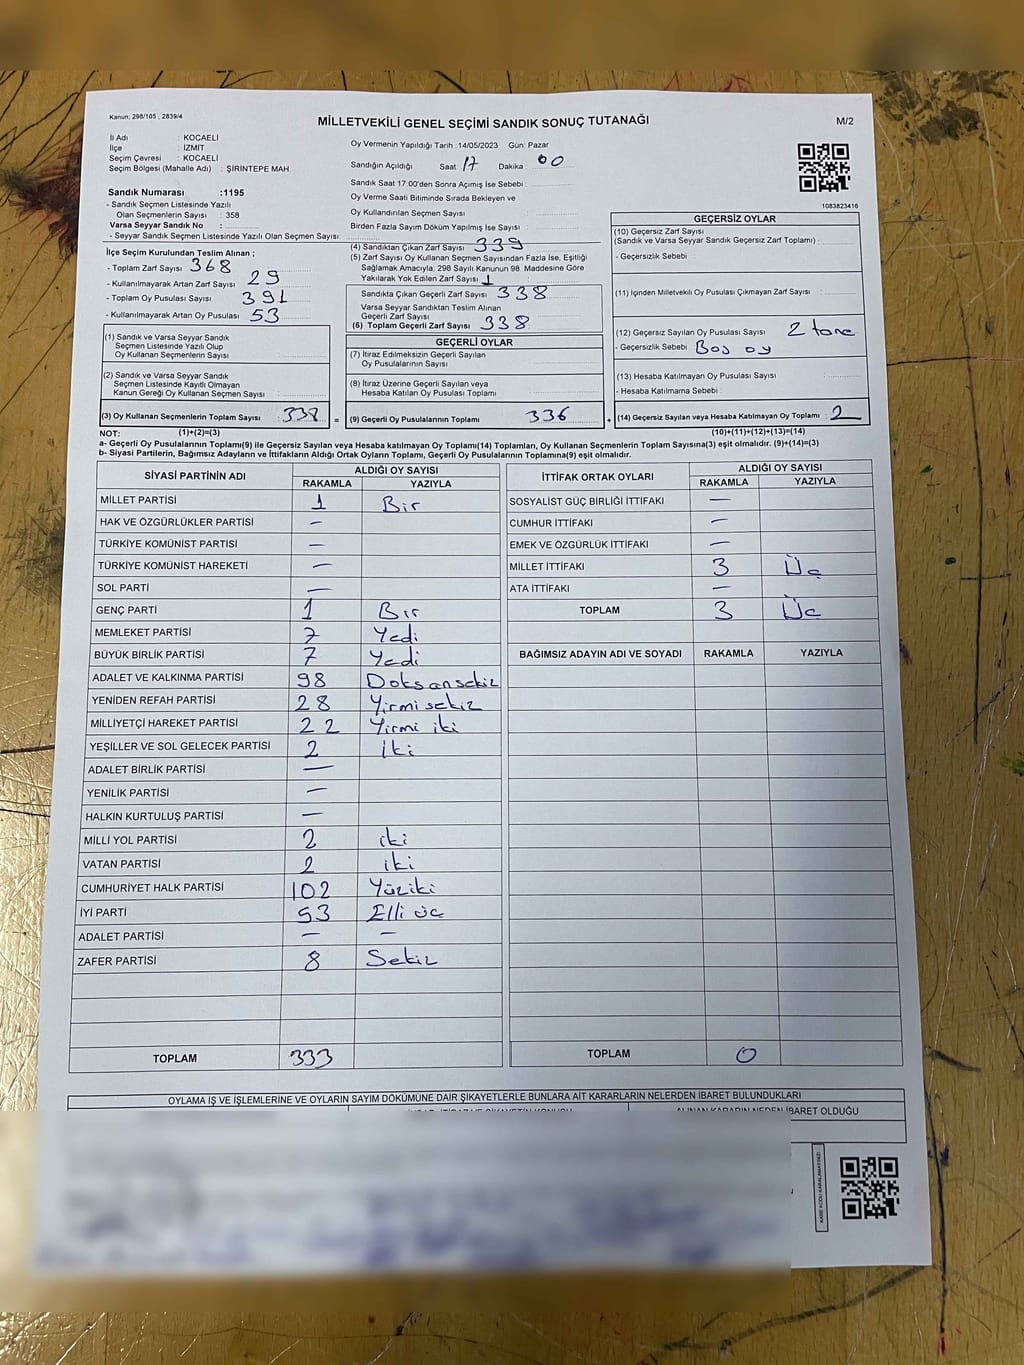 Kanun: 298/105 , 2839/4
MİLLETVEKİLİ GENEL SEÇİMİ SANDIK SONUÇ TUTANAĞI
M/2
İl Adı : KOCAELİ
İlçe : İZMİT
Seçim Çevresi : KOCAELİ
Seçim Bölgesi (Mahalle Adı) : ŞİRİNTEPE MAH.
Sandık Numarası :1195
- Sandık Seçmen Listesinde Yazılı
Olan Seçmenlerin Sayısı : 358
Varsa Seyyar Sandık No :
- Seyyar Sandık Seçmen Listesinde Yazılı Olan Seçmen Sayısı:
İlçe Seçim Kurulundan Teslim Alınan ;
- Toplam Zarf Sayısı 368
- Kullanılmayarak Artan Zarf Sayısı 29
- Toplam Oy Pusulası Sayısı 391
- Kullanılmayarak Artan Oy Pusulası 53
(1) Sandık ve Varsa Seyyar Sandık
Seçmen Listesinde Yazılı Olup
Oy Kullanan Seçmenlerin Sayısı
(2) Sandık ve Varsa Seyyar Sandık
Seçmen Listesinde Kayıtlı Olmayan
Kanun Gereği Oy Kullanan Seçmen Sayısı
(3) Oy Kullanan Seçmenlerin Toplam Sayısı : 338 =
(1)+(2)=(3)
Oy Vermenin Yapıldığı Tarih :14/05/2023 Gün: Pazar
Sandığın Açıldığı Saat: 17 Dakika : 00
Sandık Saat 17:00'den Sonra Açımış İse Sebebi :
Oy Verme Saati Bitiminde Sırada Bekleyen ve
Oy Kullandırılan Seçmen Sayısı :
Birden Fazla Sayım Döküm Yapılmış İse Sayısı :
(4) Sandıktan Çıkan Zarf Sayısı 339
(5) Zarf Sayısı Oy Kullanan Seçmen Sayısından Fazla İse, Eşitliği
Sağlamak Amacıyla, 298 Sayılı Kanunun 98. Maddesine Göre
Yakılarak Yok Edilen Zarf Sayısı 1
Sandıkta Çıkan Geçerli Zarf Sayısı 338
Varsa Seyyar Sandıktan Teslim Alınan
Geçerli Zarf Sayısı :
(6) Toplam Geçerli Zarf Sayısı 338
GEÇERLİ OYLAR
(7) İtiraz Edilmeksizin Geçerli Sayılan
Oy Pusulalarının Sayısı :
(8) İtiraz Üzerine Geçerli Sayılan veya
Hesaba Katılan Oy Pusulalarının Sayısı
(9) Geçerli Oy Pusulalarının Toplamı 336 +
1083823416
GEÇERSİZ OYLAR
(10) Geçersiz Zarf Sayısı
(Sandık ve Varsa Seyyar Sandık Geçersiz Zarf Toplamı) :
- Geçersizlik Sebebi :
(11) İçinden Milletvekili Oy Pusulası Çıkmayan Zarf Sayısı :
(12) Geçersiz Sayılan Oy Pusulası Sayısı : 2 tane
- Geçersizlik Sebebi Boş oy
(13) Hesaba Katılmayan Oy Pusulası Sayısı :
- Hesaba Katılmama Sebebi :
(14) Geçersiz Sayılan veya Hesaba Katılmayan Oy Toplamı : 2
(10)+(11)+(12)+(13)=(14)
NOT:
a- Geçerli Oy Pusulalarının Toplamı(9) ile Geçersiz Sayılan veya Hesaba katılmayan Oy Toplamı(14) Toplamları, Oy Kullanan Seçmenlerin Toplam Sayısına(3) eşit olmalıdır. (9)+(14)=(3)
b- Siyasi Partilerin, Bağımsız Adayların ve İttifakların Aldığı Ortak Oyların Toplamı, Geçerli Oy Pusulalarının Toplamına(9) eşit olmalıdır.
SİYASİ PARTİNİN ADI ALDIĞI OY SAYISI
RAKAMLA YAZIYLA
MİLLET PARTİSİ 1 Bir
HAK VE ÖZGÜRLÜKLER PARTİSİ —
TÜRKİYE KOMÜNİST PARTİSİ —
TÜRKİYE KOMÜNİST HAREKETİ —
SOL PARTİ —
GENÇ PARTİ 1 Bir
MEMLEKET PARTİSİ 7 Yedi
BÜYÜK BİRLİK PARTİSİ 7 Yedi
ADALET VE KALKINMA PARTİSİ 98 Doksansekiz
YENİDEN REFAH PARTİSİ 28 Yirmi sekiz
MİLLİYETÇİ HAREKET PARTİSİ 22 Yirmi iki
YEŞİLLER VE SOL GELECEK PARTİSİ 2 İki
ADALET BİRLİK PARTİSİ —
YENİLİK PARTİSİ —
HALKIN KURTULUŞ PARTİSİ —
MİLLİ YOL PARTİSİ 2 iki
VATAN PARTİSİ 2 iki
CUMHURİYET HALK PARTİSİ 102 Yüziki
İYİ PARTİ 53 Elli üç
ADALET PARTİSİ — —
ZAFER PARTİSİ 8 Sekiz
TOPLAM 333
İTTİFAK ORTAK OYLARI ALDIĞI OY SAYISI
RAKAMLA YAZIYLA
SOSYALİST GÜÇ BİRLİĞİ İTTİFAKI —
CUMHUR İTTİFAKI —
EMEK VE ÖZGÜRLÜK İTTİFAKI —
MİLLET İTTİFAKI 3 Üç
ATA İTTİFAKI —
TOPLAM 3 Üç
BAĞIMSIZ ADAYIN ADI VE SOYADI RAKAMLA YAZIYLA
TOPLAM 0
OYLAMA İŞ VE İŞLEMLERİNE VE OYLARIN SAYIM DÖKÜMÜNE DAİR ŞİKAYETLERLE BUNLARA AİT KARARLARIN NELERDEN İBARET BULUNDUKLARI
ALINAN KARARIN NEDEN İBARET OLDUĞU